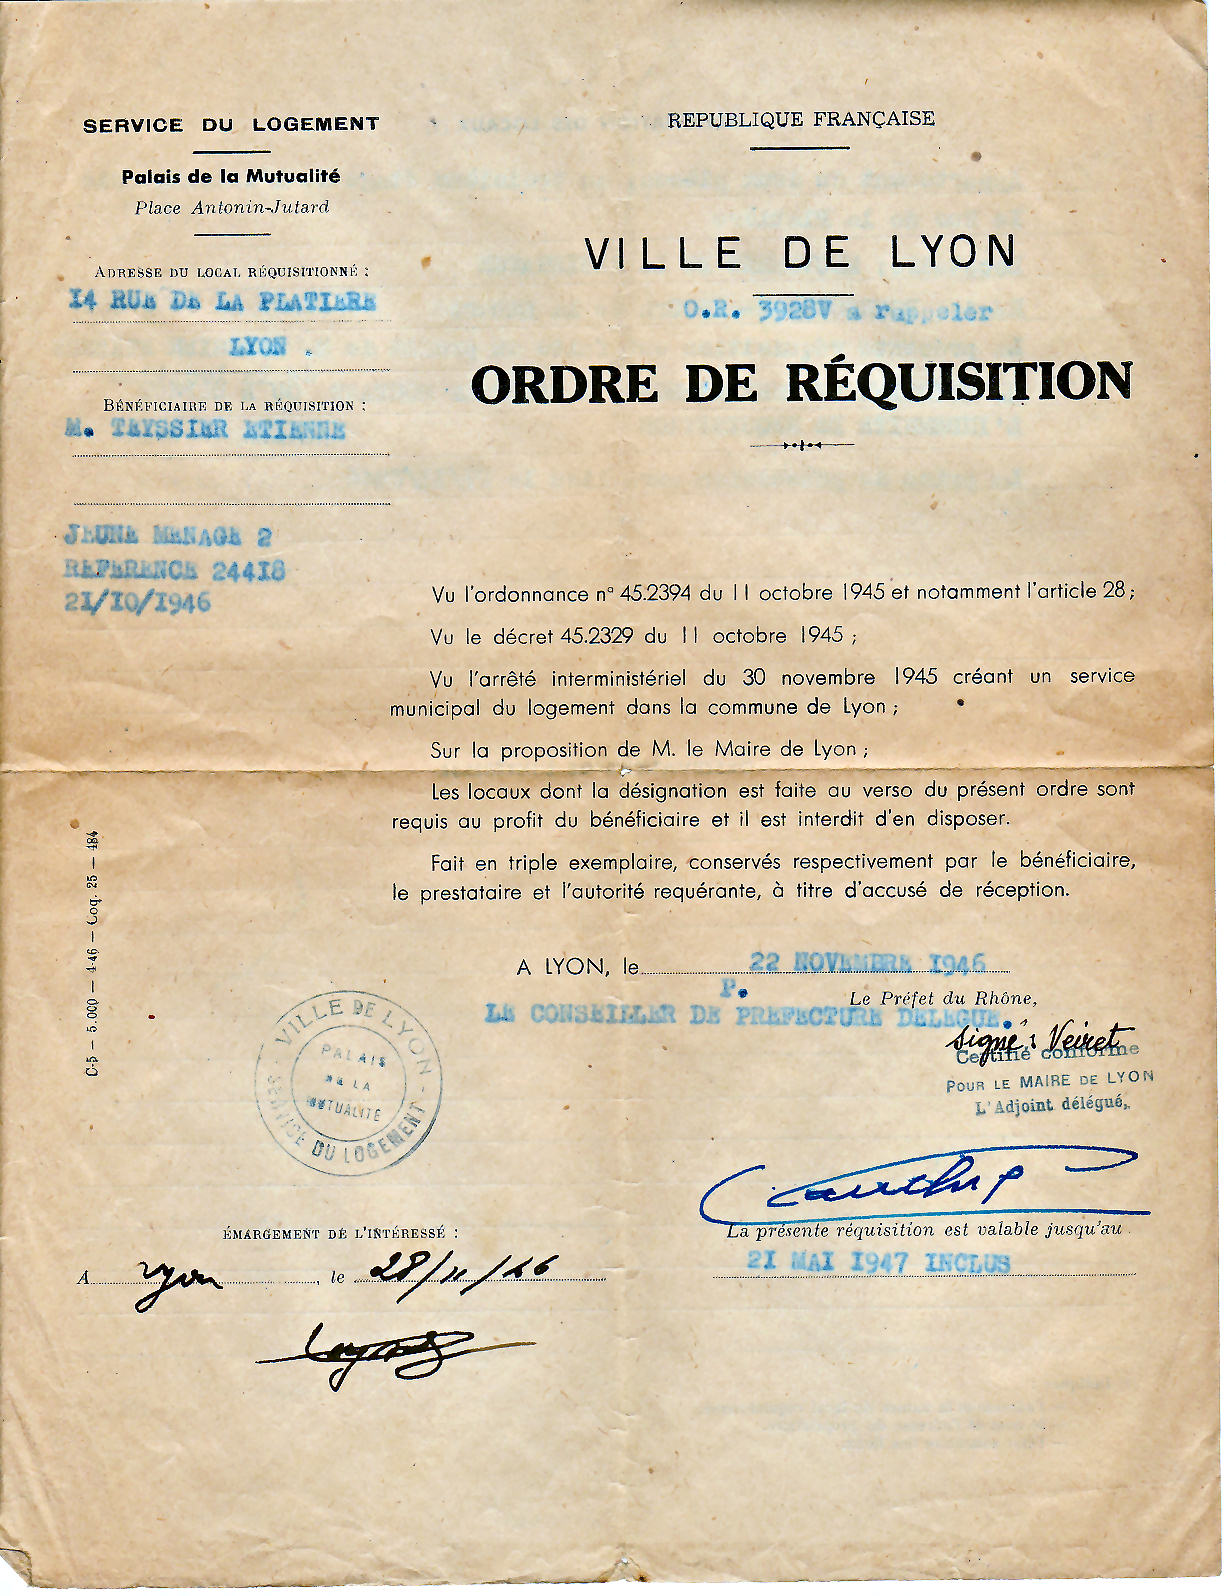 SERVICE DU LOGEMENT
Palais de la Mutualité
Place Antonin-Jutard
ADRESSE DU LOCAL RÉQUISITIONNÉ :
14 RUE DE LA PLATIERE
LYON .
BÉNÉFICIAIRE DE LA RÉQUISITION :
M. TEYSSIER ETIENNE
JEUNE MENAGE 2
REFERENCE 24418
21/10/1946
REPUBLIQUE FRANÇAISE
VILLE DE LYON
O.R. 3928V à rappeler
ORDRE DE RÉQUISITION
Vu l'ordonnance n° 45.2394 du 11 octobre 1945 et notamment l'article 28 ;
Vu le décret 45.2329 du 11 octobre 1945 ;
Vu l'arrêté interministériel du 30 novembre 1945 créant un service
municipal du logement dans la commune de Lyon ;
Sur la proposition de M. le Maire de Lyon ;
Les locaux dont la désignation est faite au verso du présent ordre sont
requis au profit du bénéficiaire et il est interdit d'en disposer.
Fait en triple exemplaire, conservés respectivement par le bénéficiaire,
le prestataire et l'autorité requérante, à titre d'accusé de réception.
A LYON, le 22 NOVEMBRE 1946
P. Le Préfet du Rhône,
LE CONSEILLER DE PREFECTURE DELEGUE.
signé : Veiret
Certifié conforme
POUR LE MAIRE DE LYON
L'Adjoint délégué,
La présente réquisition est valable jusqu'au
21 MAI 1947 INCLUS
VILLE DE LYON - SERVICE DU LOGEMENT
PALAIS
DE LA
MUTUALITÉ
ÉMARGEMENT DE L'INTÉRESSÉ :
A Lyon, le 28/11/46
C-5 — 5.000 — 4-46 — Coq. 25 — 484